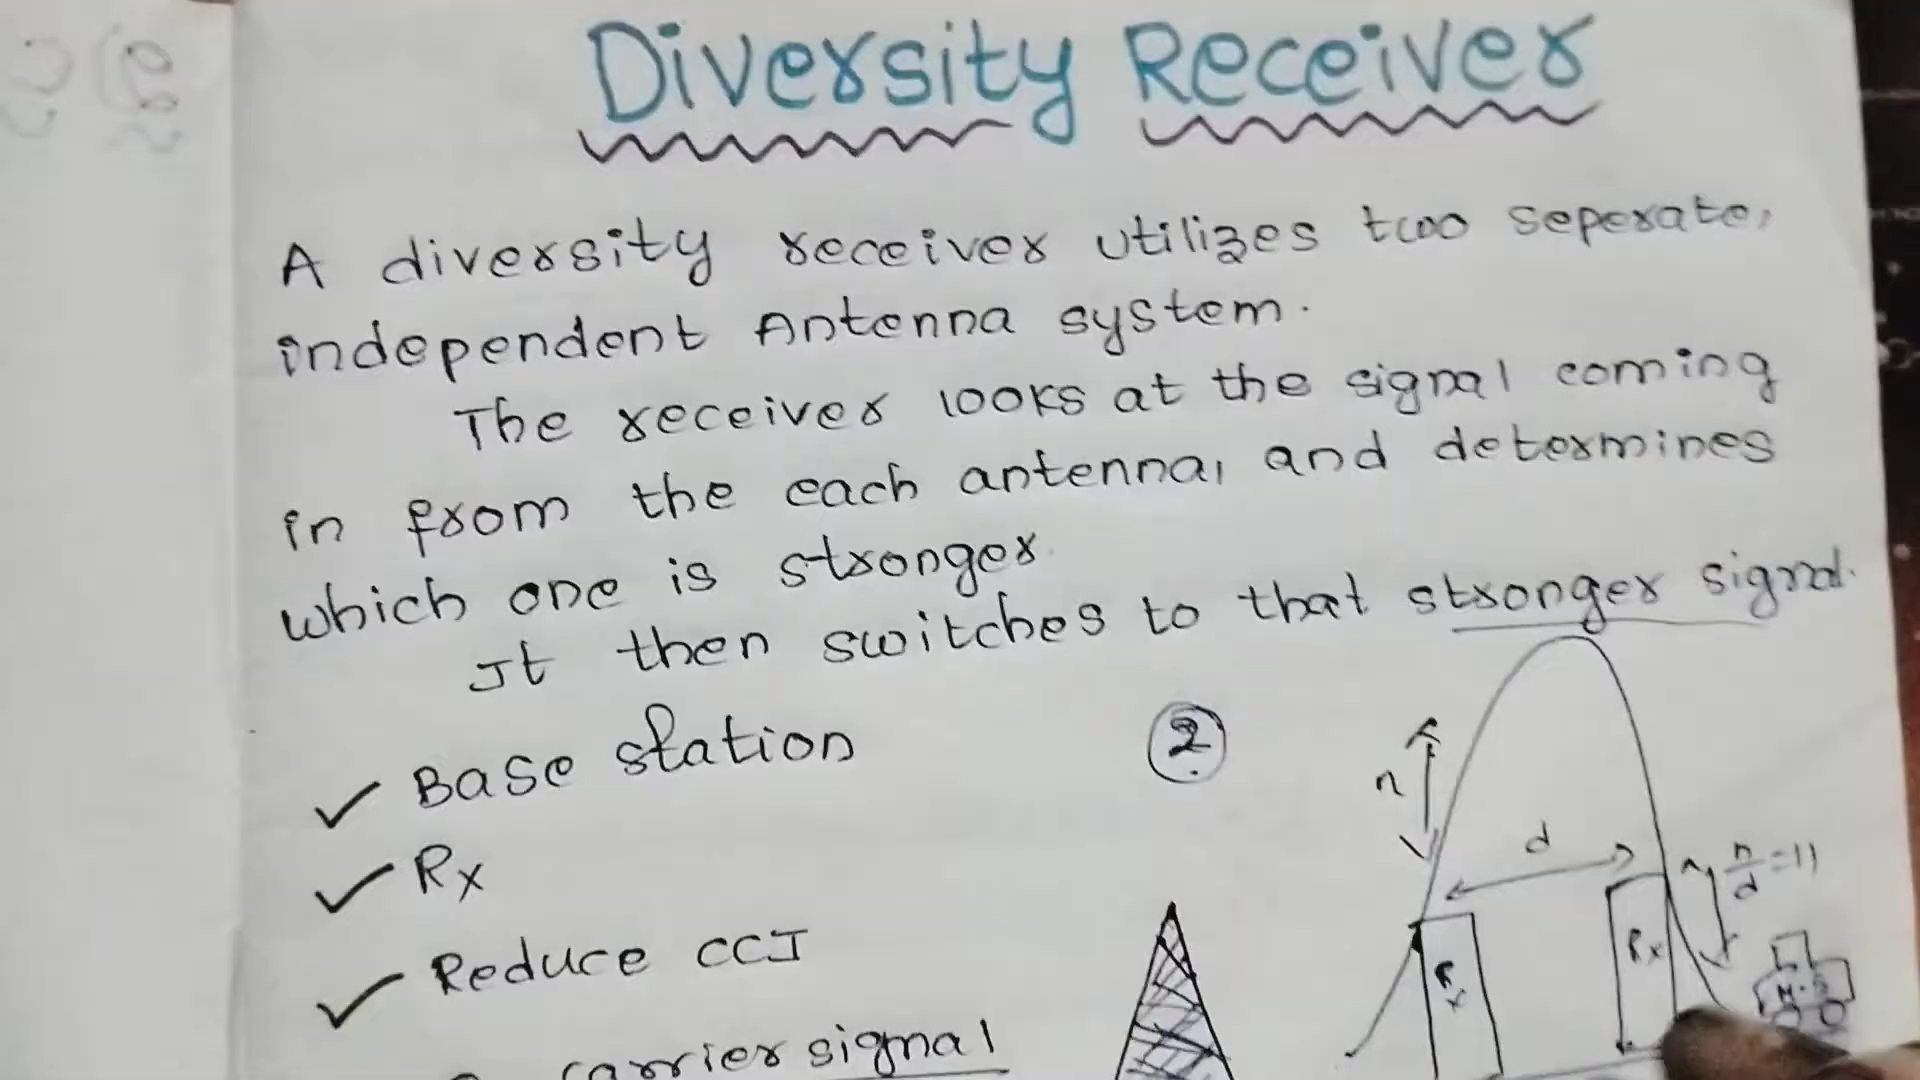 Diversity Receiver
A diversity receiver utilizes two seperate,
independent Antenna system.
The receiver looks at the signal coming
in from the each antenna, and determines
which one is stronger.
It then switches to that stronger signal.
✓ Base station
2
n
d
n/d = 11
✓ Rx
Rx
Rx
M.S
✓ Reduce CCI
carrier signal